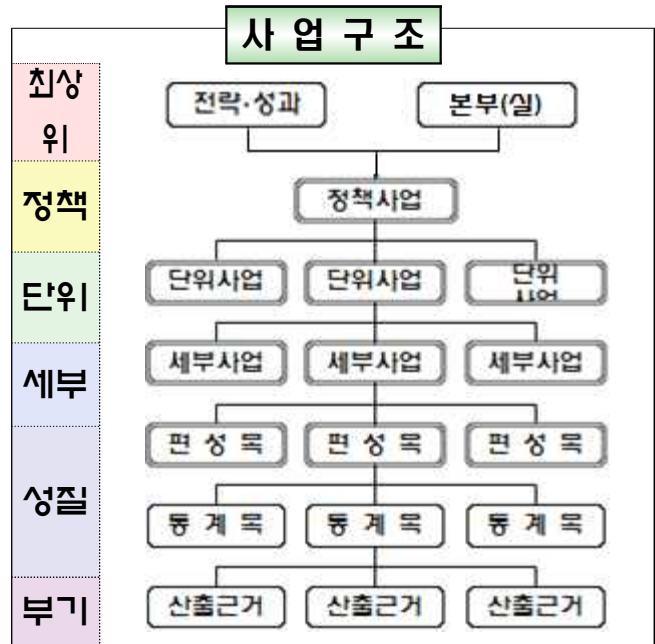 사 업 구 조
최상
위
전략·성과 본부(실)
정책
정책사업
단위
단위사업 단위사업 단위
사업
세부
세부사업 세부사업 세부사업
성질
편 성 목 편 성 목 편 성 목
통 계 목 통 계 목 통 계 목
부기
산출근거 산출근거 산출근거